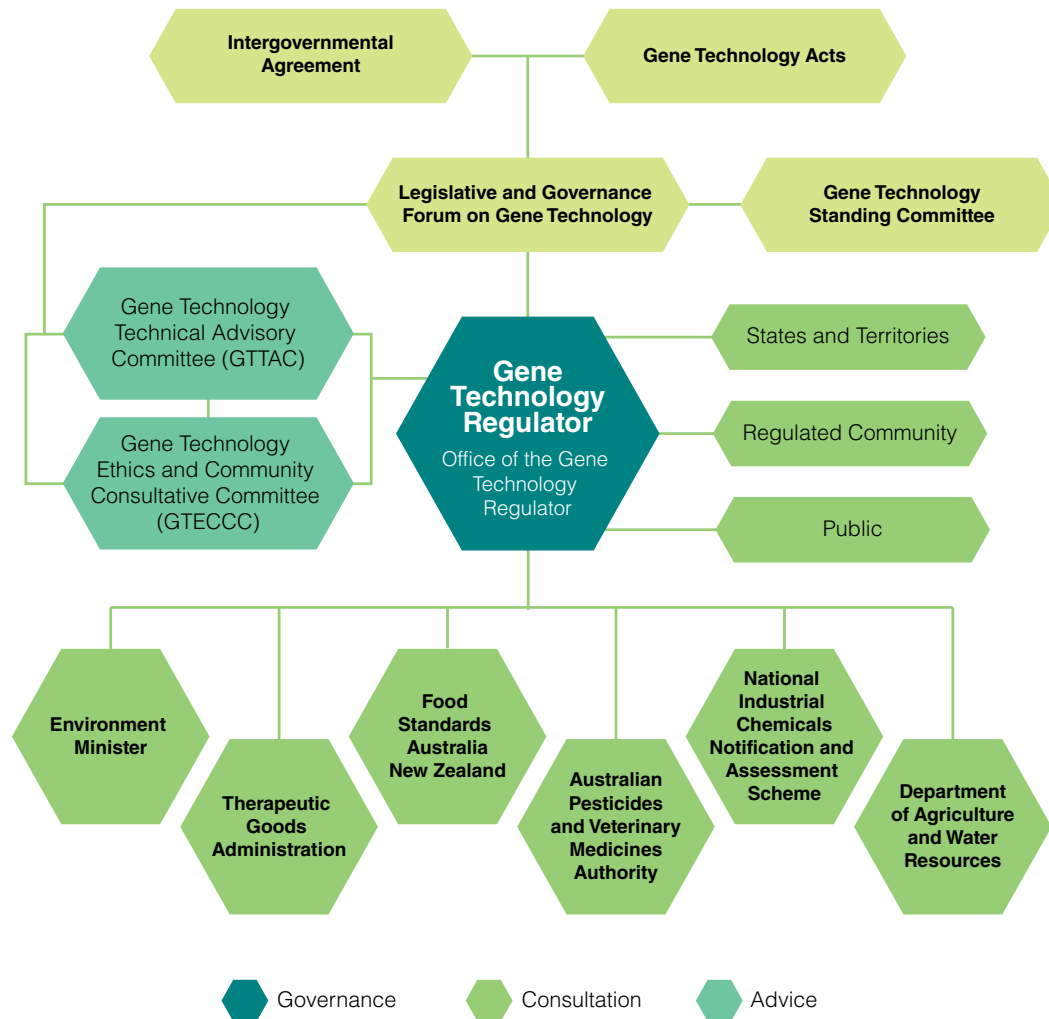 Intergovernmental
Agreement
Gene Technology Acts
Legislative and Governance
Forum on Gene Technology
Gene Technology
Standing Committee
Gene Technology
Technical Advisory
Committee (GTTAC)
Gene Technology
Ethics and Community
Consultative Committee
(GTECCC)
Gene
Technology
Regulator
Office of the Gene
Technology
Regulator
States and Territories
Regulated Community
Public
Environment
Minister
Therapeutic
Goods
Administration
Food
Standards
Australia
New Zealand
Australian
Pesticides
and Veterinary
Medicines
Authority
National
Industrial
Chemicals
Notification and
Assessment
Scheme
Department
of Agriculture
and Water
Resources
Governance
Consultation
Advice